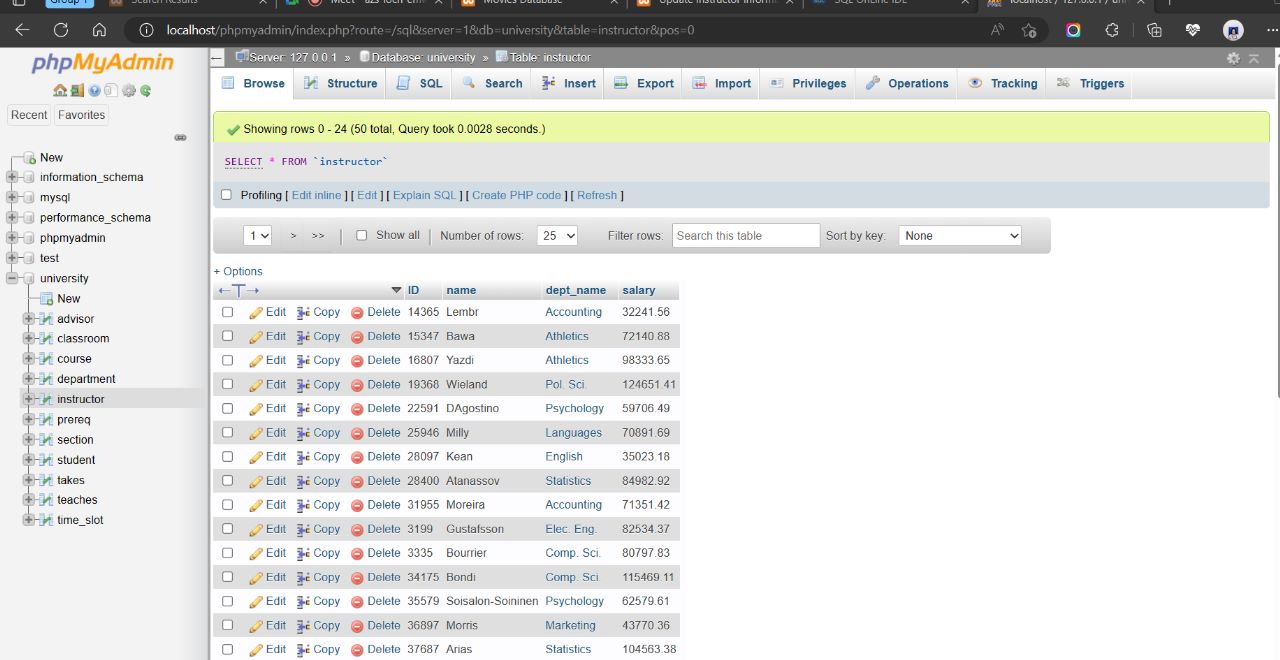 Group 1
Search Results
Movies Database
SQL Online IDE
localhost/phpmyadmin/index.php?route=/sql&server=1&db=university&table=instructor&pos=0
phpMyAdmin
Recent Favorites
New
information_schema
mysql
performance_schema
phpmyadmin
test
university
New
advisor
classroom
course
department
instructor
prereq
section
student
takes
teaches
time_slot
Server: 127.0.0.1 » Database: university » Table: instructor
Browse Structure SQL Search Insert Export Import Privileges Operations Tracking Triggers
Showing rows 0 - 24 (50 total, Query took 0.0028 seconds.)
SELECT * FROM `instructor`
Profiling [ Edit inline ] [ Edit ] [ Explain SQL ] [ Create PHP code ] [ Refresh ]
1 > >> Show all Number of rows: 25 Filter rows: Search this table Sort by key: None
+ Options
ID name dept_name salary
Edit Copy Delete 14365 Lembr Accounting 32241.56
Edit Copy Delete 15347 Bawa Athletics 72140.88
Edit Copy Delete 16807 Yazdi Athletics 98333.65
Edit Copy Delete 19368 Wieland Pol. Sci. 124651.41
Edit Copy Delete 22591 DAgostino Psychology 59706.49
Edit Copy Delete 25946 Milly Languages 70891.69
Edit Copy Delete 28097 Kean English 35023.18
Edit Copy Delete 28400 Atanassov Statistics 84982.92
Edit Copy Delete 31955 Moreira Accounting 71351.42
Edit Copy Delete 3199 Gustafsson Elec. Eng. 82534.37
Edit Copy Delete 3335 Bourrier Comp. Sci. 80797.83
Edit Copy Delete 34175 Bondi Comp. Sci. 115469.11
Edit Copy Delete 35579 Soisalon-Soininen Psychology 62579.61
Edit Copy Delete 36897 Morris Marketing 43770.36
Edit Copy Delete 37687 Arias Statistics 104563.38